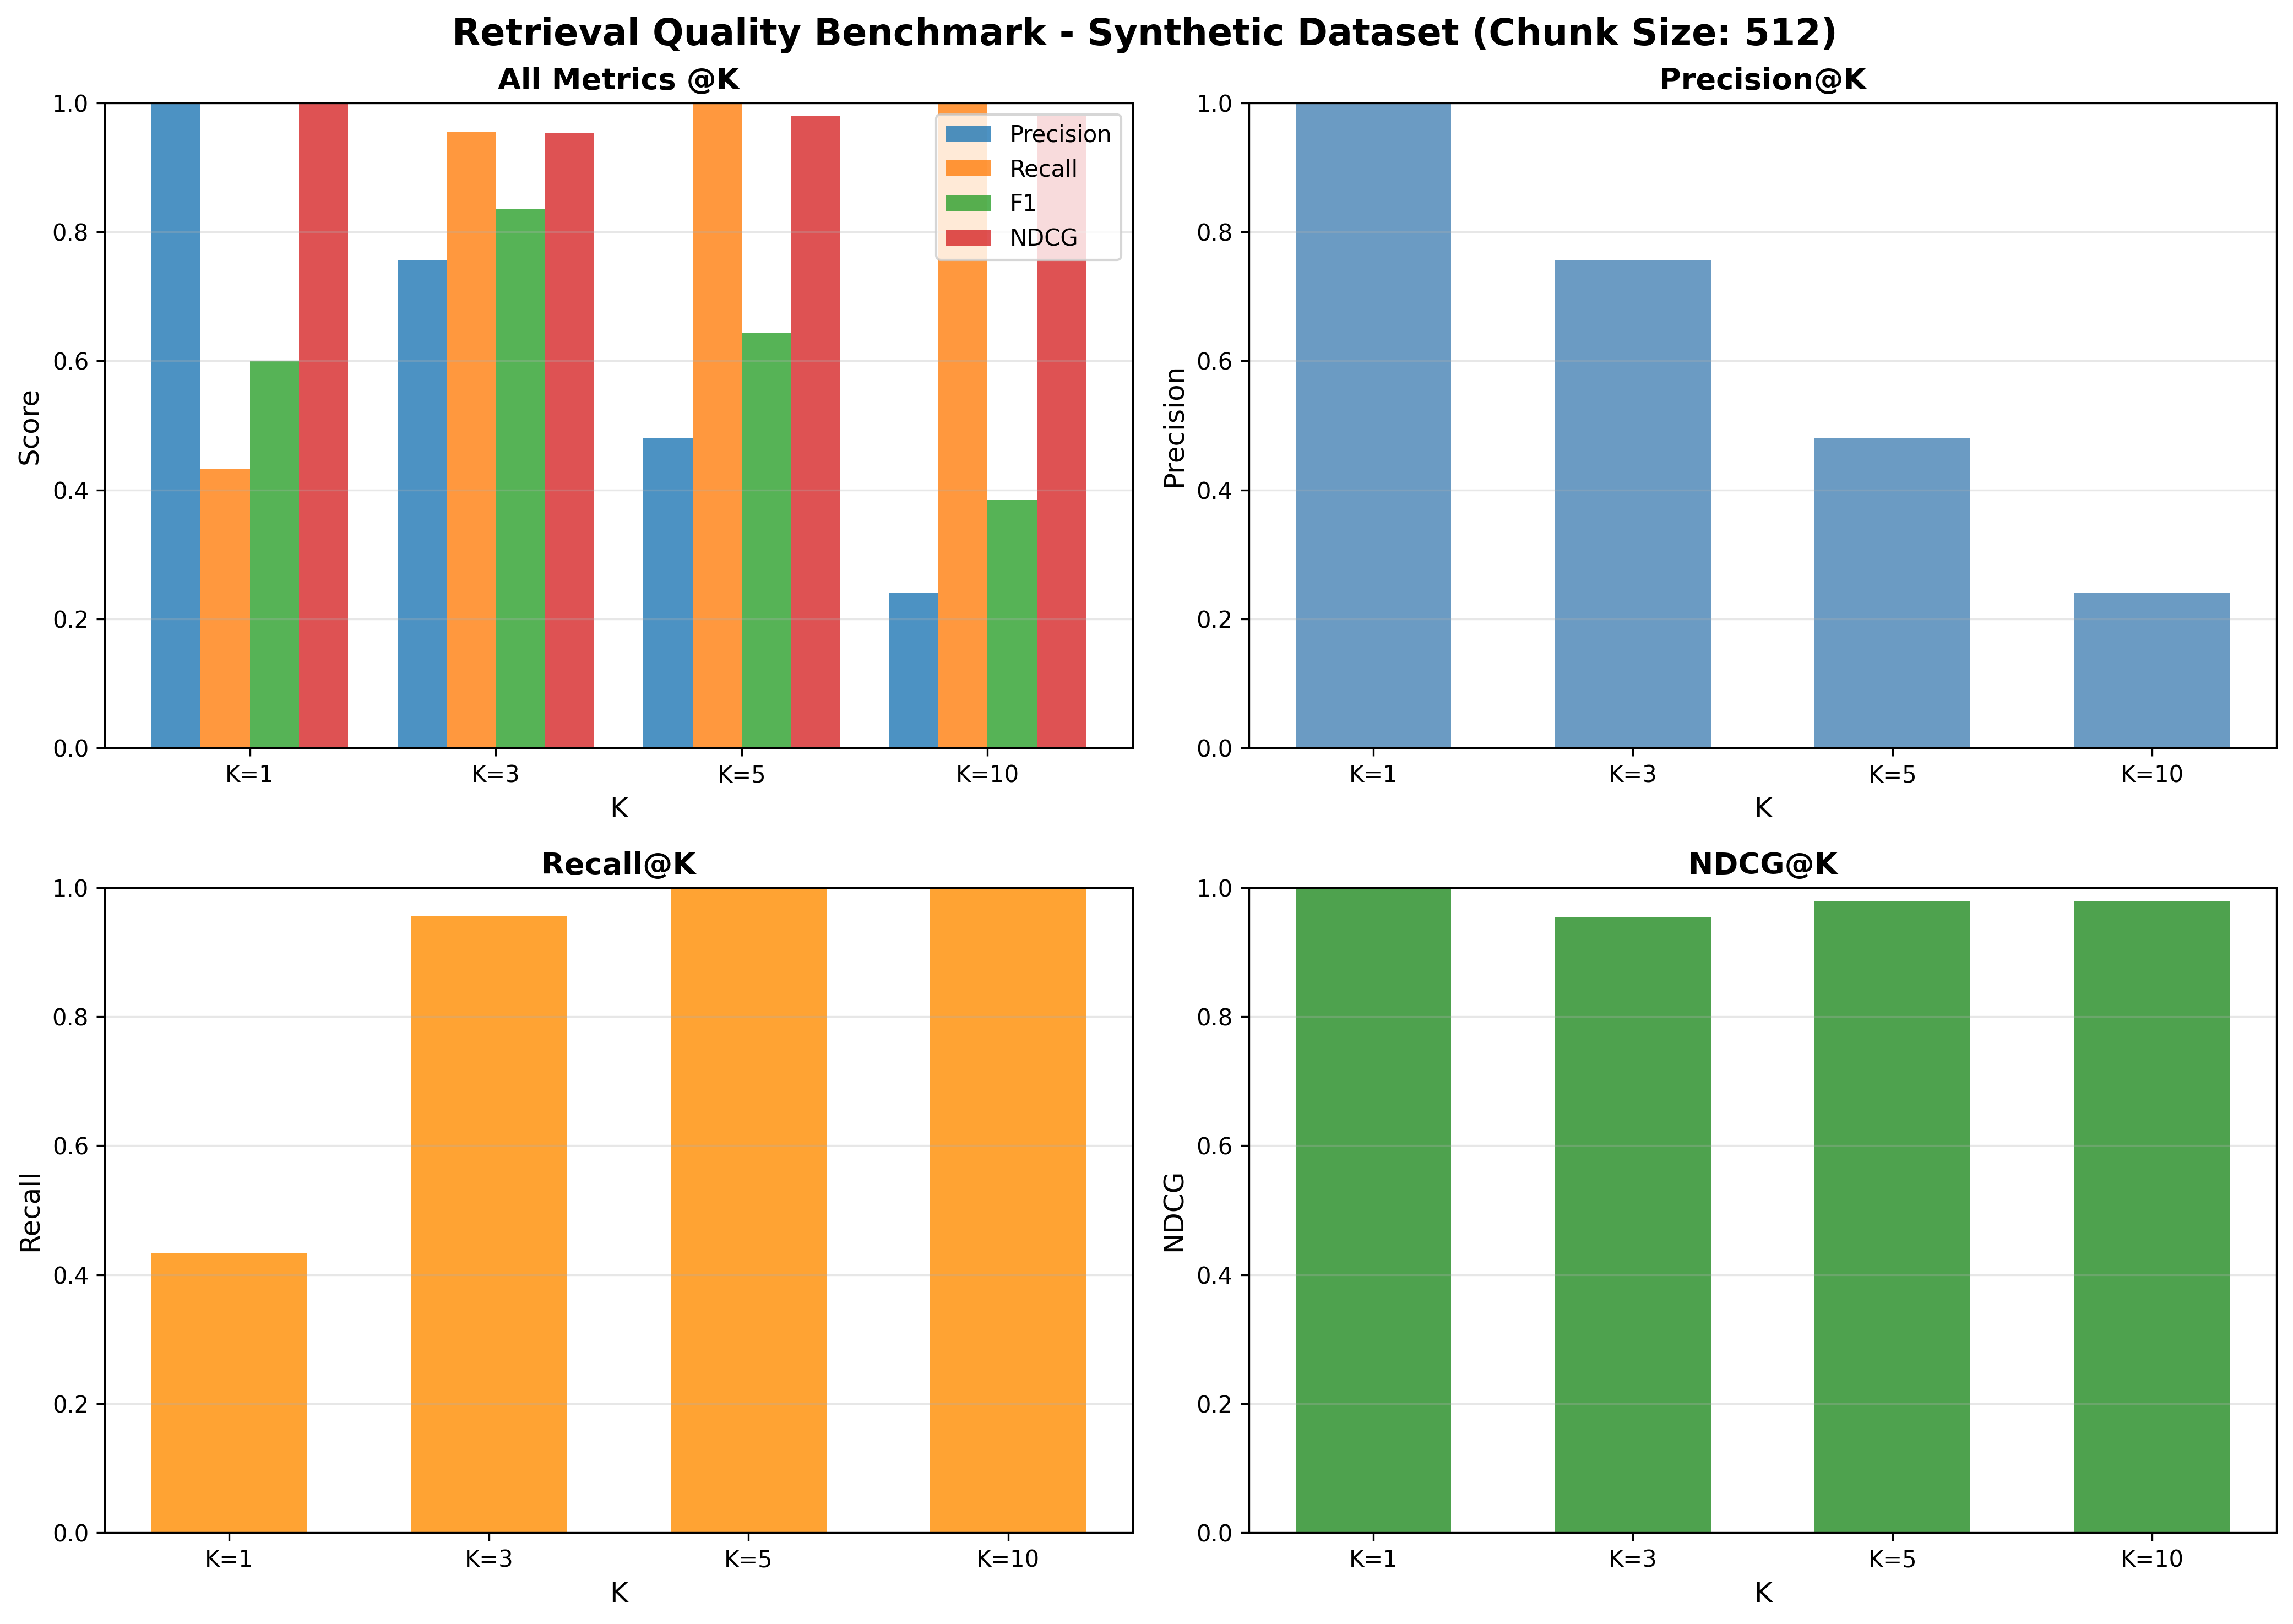 Retrieval Quality Benchmark - Synthetic Dataset (Chunk Size: 512)
All Metrics @K
1.0
0.8
0.6
0.4
0.2
0.0
Score
Precision
Recall
F1
NDCG
K=1 K=3 K=5 K=10
K
Precision@K
1.0
0.8
0.6
0.4
0.2
0.0
Precision
K=1 K=3 K=5 K=10
K
Recall@K
1.0
0.8
0.6
0.4
0.2
0.0
Recall
K=1 K=3 K=5 K=10
K
NDCG@K
1.0
0.8
0.6
0.4
0.2
0.0
NDCG
K=1 K=3 K=5 K=10
K